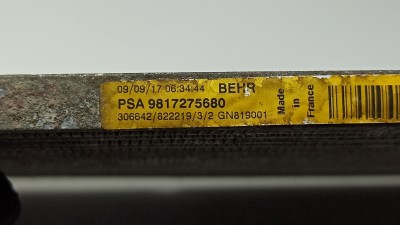 09/09/17 06:34:44 BEHR
PSA 9817275680
306642/822219/3/2 GN819001
Made
in
France